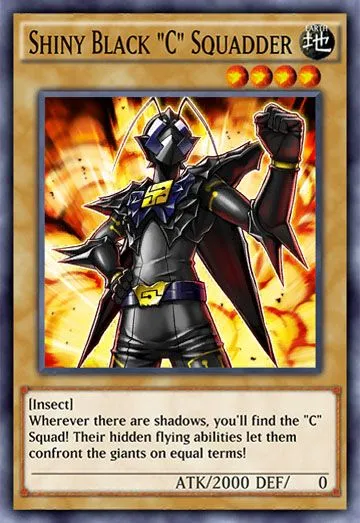 Shiny Black "C" Squadder
EARTH
地
[Insect]
Wherever there are shadows, you'll find the "C"
Squad! Their hidden flying abilities let them
confront the giants on equal terms!
ATK/2000 DEF/ 0